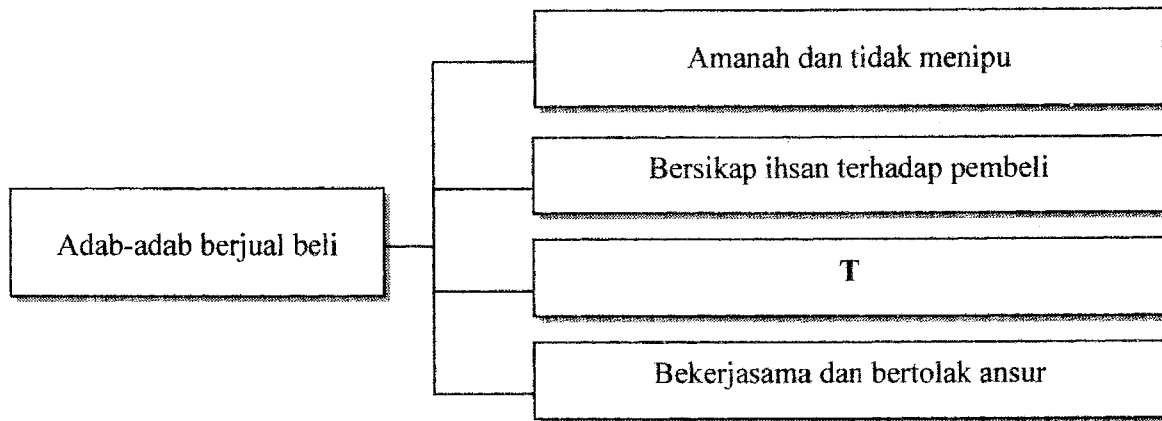 Amanah dan tidak menipu
Bersikap ihsan terhadap pembeli
Adab-adab berjual beli
T
Bekerjasama dan bertolak ansur